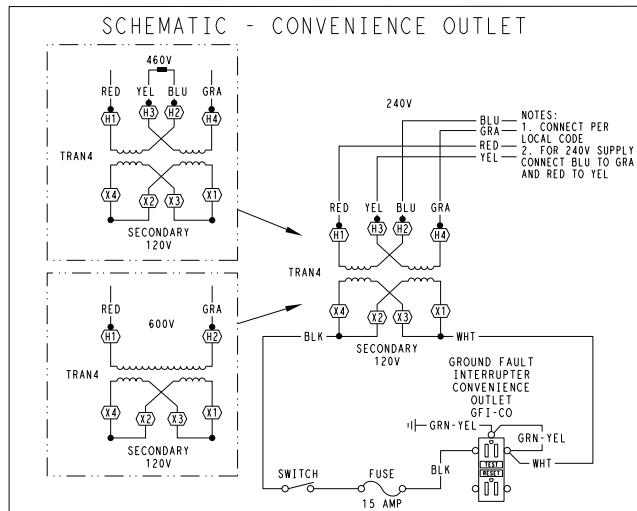 SCHEMATIC - CONVENIENCE OUTLET
460V
RED YEL BLU GRA
H1 H3 H2 H4
TRAN4
X4 X2 X3 X1
SECONDARY
120V
RED GRA
600V
H1 H2
TRAN4
X4 X2 X3 X1
SECONDARY
120V
240V
BLU
GRA
RED
YEL
NOTES:
1. CONNECT PER
LOCAL CODE
2. FOR 240V SUPPLY
CONNECT BLU TO GRA
AND RED TO YEL
RED YEL BLU GRA
H1 H3 H2 H4
TRAN4
X4 X2 X3 X1
BLK WHT
SECONDARY
120V
GROUND FAULT
INTERRUPTER
CONVENIENCE
OUTLET
GFI-CO
GRN-YEL
GRN-YEL
WHT
TEST
RESET
BLK
SWITCH FUSE
15 AMP